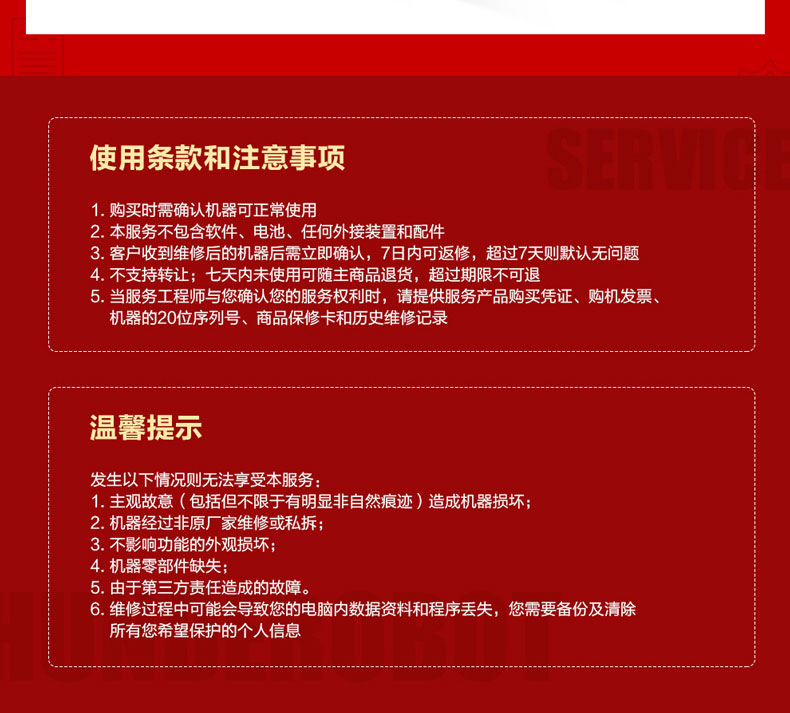 SERVICE
使用条款和注意事项
1. 购买时需确认机器可正常使用
2. 本服务不包含软件、电池、任何外接装置和配件
3. 客户收到维修后的机器后需立即确认，7日内可返修，超过7天则默认无问题
4. 不支持转让；七天内未使用可随主商品退货，超过期限不可退
5. 当服务工程师与您确认您的服务权利时，请提供服务产品购买凭证、购机发票、
机器的20位序列号、商品保修卡和历史维修记录
温馨提示
发生以下情况则无法享受本服务：
1. 主观故意（包括但不限于有明显非自然痕迹）造成机器损坏；
2. 机器经过非原厂家维修或私拆；
3. 不影响功能的外观损坏；
4. 机器零部件缺失；
5. 由于第三方责任造成的故障。
6. 维修过程中可能会导致您的电脑内数据资料和程序丢失，您需要备份及清除
所有您希望保护的个人信息
HUNDEROBOT